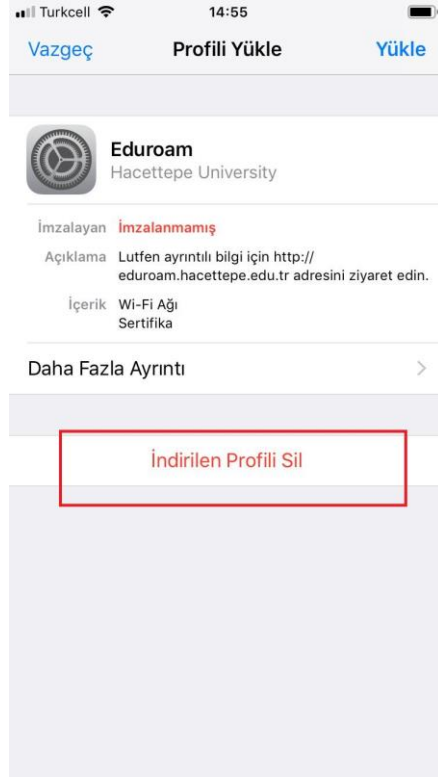 Turkcell 14:55
Vazgeç Profili Yükle Yükle
Eduroam
Hacettepe University
İmzalayan İmzalanmamış
Açıklama Lutfen ayrıntılı bilgi için http://
eduroam.hacettepe.edu.tr adresini ziyaret edin.
İçerik Wi-Fi Ağı
Sertifika
Daha Fazla Ayrıntı
İndirilen Profili Sil